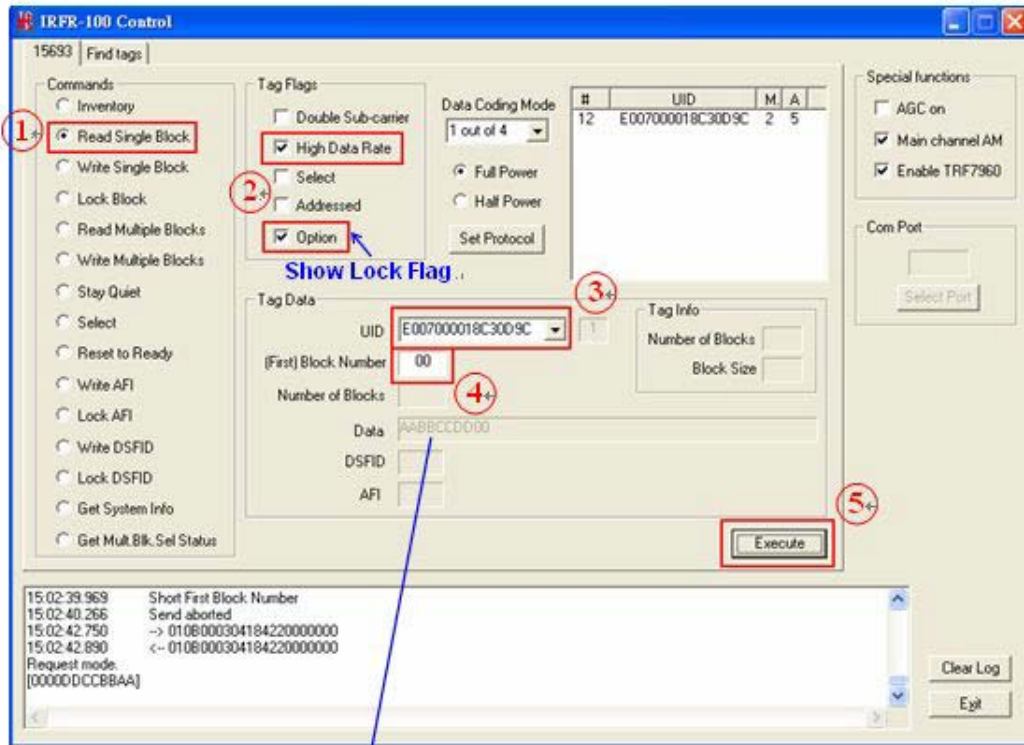 IRFR-100 Control
15693 Find tags
Commands
1
Inventory
Read Single Block
Write Single Block
Lock Block
Read Multiple Blocks
Write Multiple Blocks
Stay Quiet
Select
Reset to Ready
Write AFI
Lock AFI
Write DSFID
Lock DSFID
Get System Info
Get Mult.Blk.Sel Status
Tag Flags
Double Sub-carrier
High Data Rate
2
Select
Addressed
Option
Show Lock Flag
Data Coding Mode
1 out of 4
Full Power
Half Power
Set Protocol
# UID M. A
12 E007000018C30D9C 2 5
Special functions
AGC on
Main channel AM
Enable TRF7960
Com Port
Select Port
Tag Data
3
UID E007000018C30D9C 1
(First) Block Number 00
4
Number of Blocks
Data AABBCCDD00
DSFID
AFI
Tag Info
Number of Blocks
Block Size
5
Execute
15:02:39.969 Short First Block Number
15:02:40.266 Send aborted
15:02:42.750 --> 010B000304184220000000
15:02:42.890 <-- 010B000304184220000000
Request mode.
[0000DDCCBBAA]
Clear Log
Exit